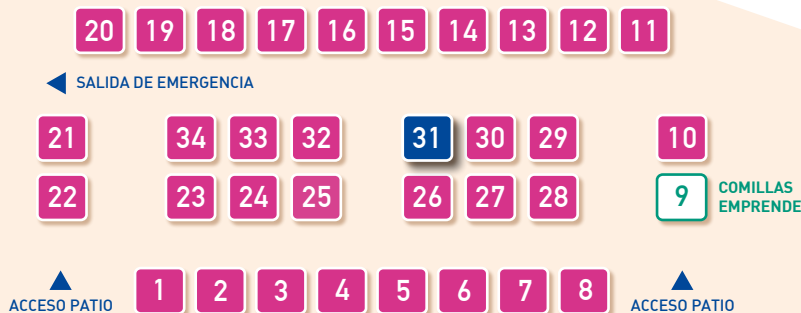 20 19 18 17 16 15 14 13 12 11
SALIDA DE EMERGENCIA
21 34 33 32 31 30 29 10
22 23 24 25 26 27 28 9
COMILLAS
EMPRENDE
1 2 3 4 5 6 7 8
ACCESO PATIO
ACCESO PATIO